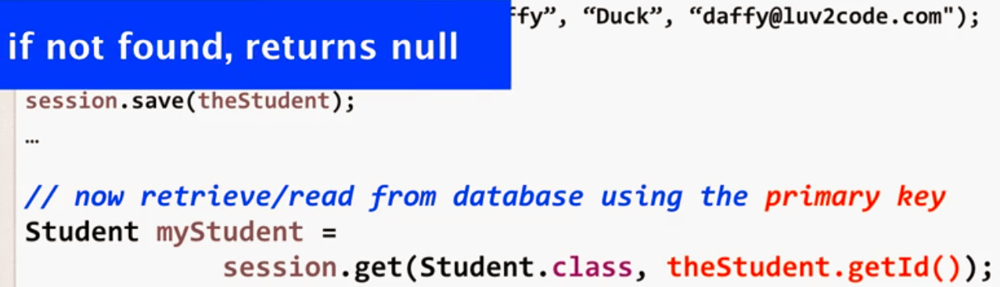 ffy”, “Duck”, “daffy@luv2code.com");
if not found, returns null
session.save(theStudent);
…
// now retrieve/read from database using the primary key
Student myStudent =
session.get(Student.class, theStudent.getId());